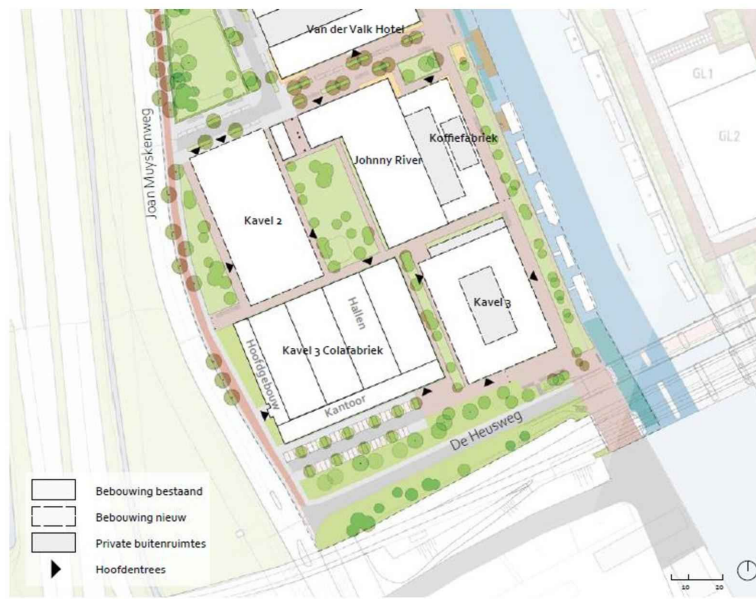 Van der Valk Hotel
GL1
GL2
Koffiefabriek
Johnny River
Joan Muyskenweg
Kavel 2
Kavel 3
Hallen
Kavel 3 Colafabriek
Hoofdgebouw
Kantoor
De Heusweg
Bebouwing bestaand
Bebouwing nieuw
Private buitenruimtes
Hoofdentrees
10 20